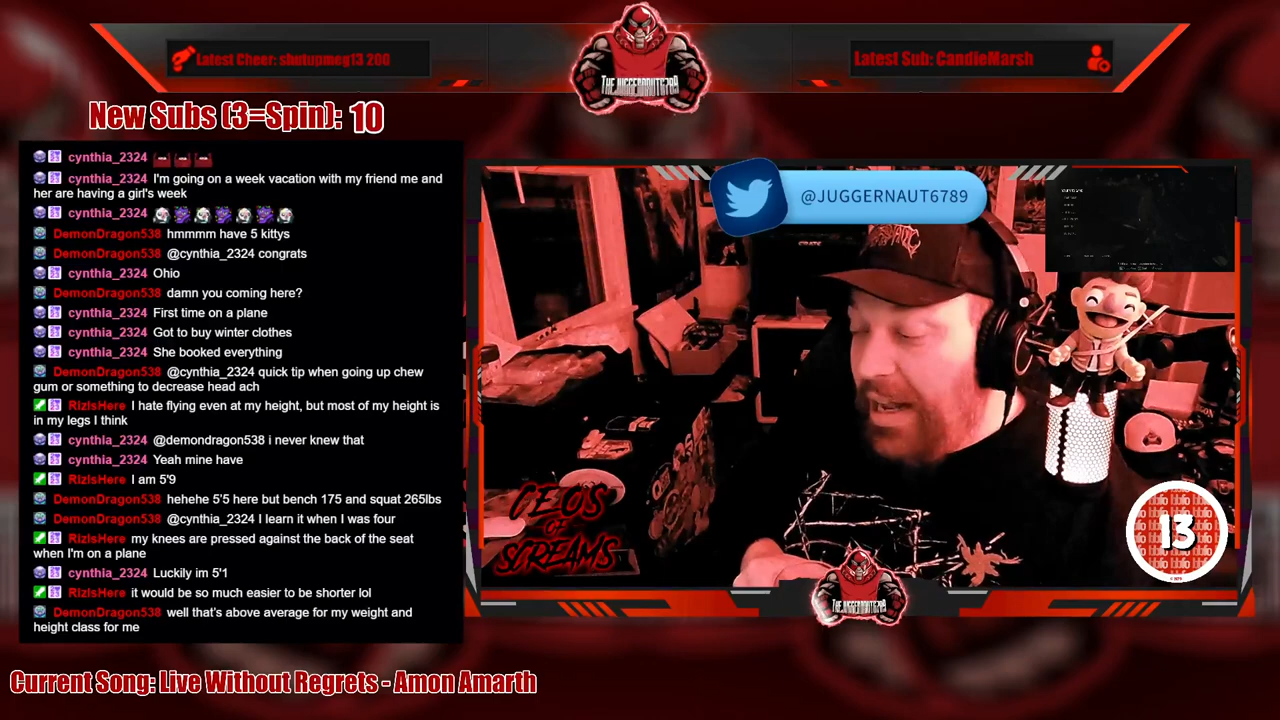 Latest Cheer: shutupmeg13 200
THEJUGGERNAUT6789
Latest Sub: CandieMarsh
New Subs (3=Spin): 10
cynthia_2324
cynthia_2324 I'm going on a week vacation with my friend me and
her are having a girl's week
cynthia_2324
DemonDragon538 hmmmm have 5 kittys
DemonDragon538 @cynthia_2324 congrats
cynthia_2324 Ohio
DemonDragon538 damn you coming here?
cynthia_2324 First time on a plane
cynthia_2324 Got to buy winter clothes
cynthia_2324 She booked everything
DemonDragon538 @cynthia_2324 quick tip when going up chew
gum or something to decrease head ach
RizIsHere I hate flying even at my height, but most of my height is
in my legs I think
cynthia_2324 @demondragon538 i never knew that
cynthia_2324 Yeah mine have
RizIsHere I am 5'9
DemonDragon538 hehehe 5'5 here but bench 175 and squat 265lbs
DemonDragon538 @cynthia_2324 I learn it when I was four
RizIsHere my knees are pressed against the back of the seat
when I'm on a plane
cynthia_2324 Luckily im 5'1
RizIsHere it would be so much easier to be shorter lol
DemonDragon538 well that's above average for my weight and
height class for me
@JUGGERNAUT6789
CEOS
OF
SCREAMS
13
THEJUGGERNAUT6789
Current Song: Live Without Regrets - Amon Amarth